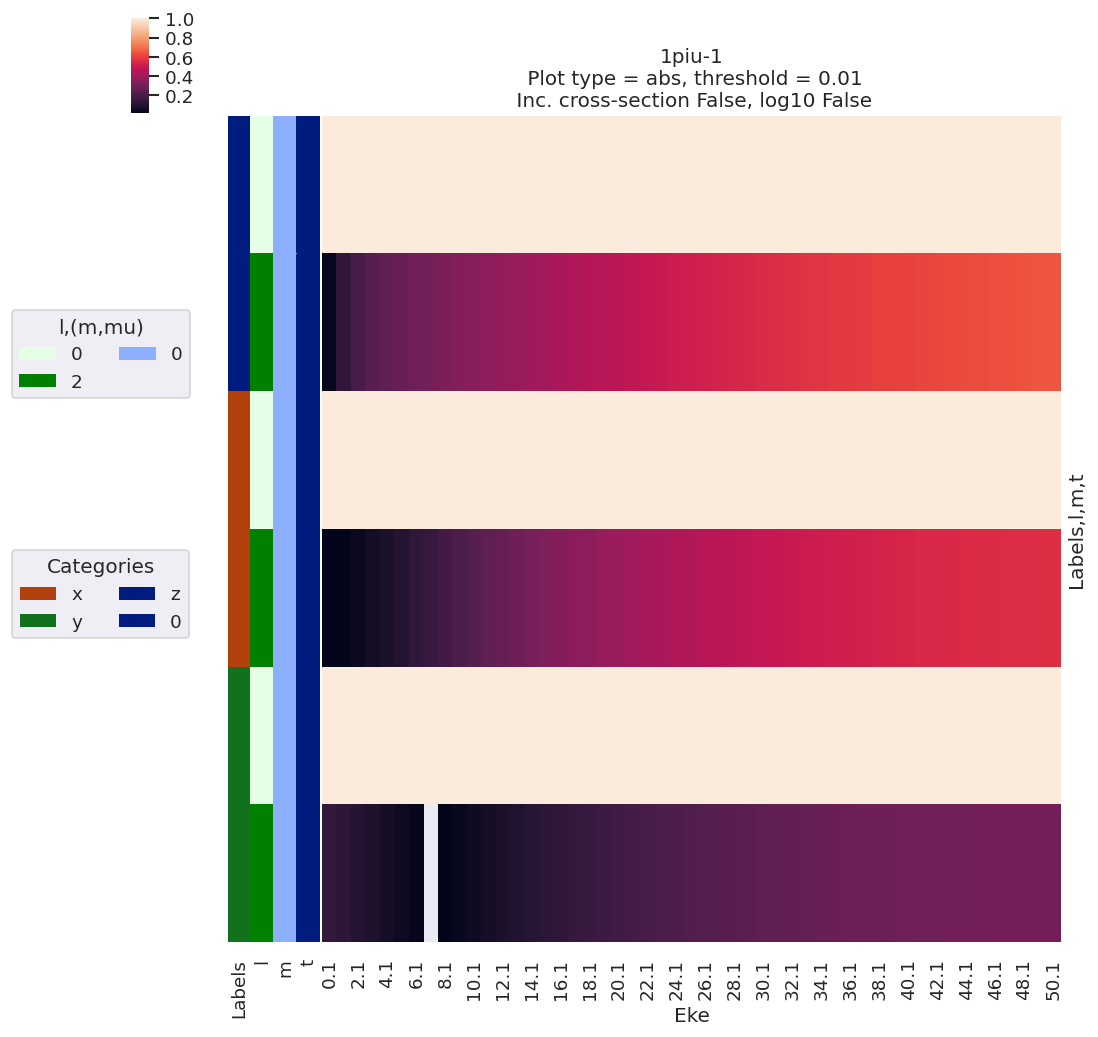 1.0
0.8
0.6
0.4
0.2
1piu-1
Plot type = abs, threshold = 0.01
Inc. cross-section False, log10 False
l,(m,mu)
0 0
2
Categories
x z
y 0
Labels,l,m,t
Labels l m t 0.1 2.1 4.1 6.1 8.1 10.1 12.1 14.1 16.1 18.1 20.1 22.1 24.1 26.1 28.1 30.1 32.1 34.1 36.1 38.1 40.1 42.1 44.1 46.1 48.1 50.1
Eke